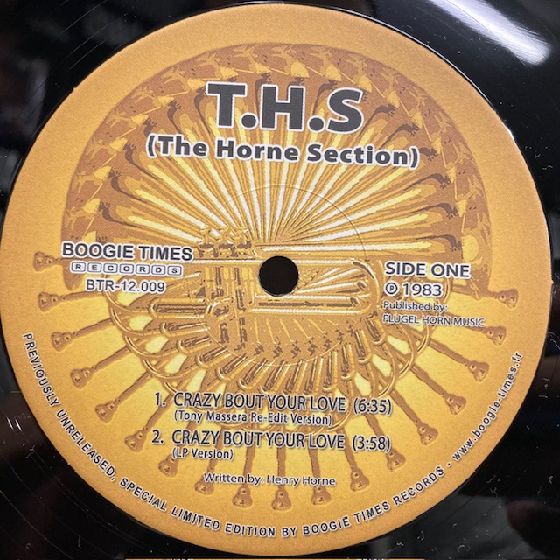 T.H.S
(The Horne Section)
BOOGIE TIMES
RECORDS
BTR-12.009
SIDE ONE
℗ 1983
Published by:
FLUGEL HORN MUSIC
1. CRAZY BOUT YOUR LOVE (6:35)
(Tony Massera Re-Edit Version)
2. CRAZY BOUT YOUR LOVE (3:58)
(LP Version)
Written by: Henry Horne
PREVIOUSLY UNRELEASED, SPECIAL LIMITED EDITION BY BOOGIE TIMES RECORDS - www.boogie-times.fr